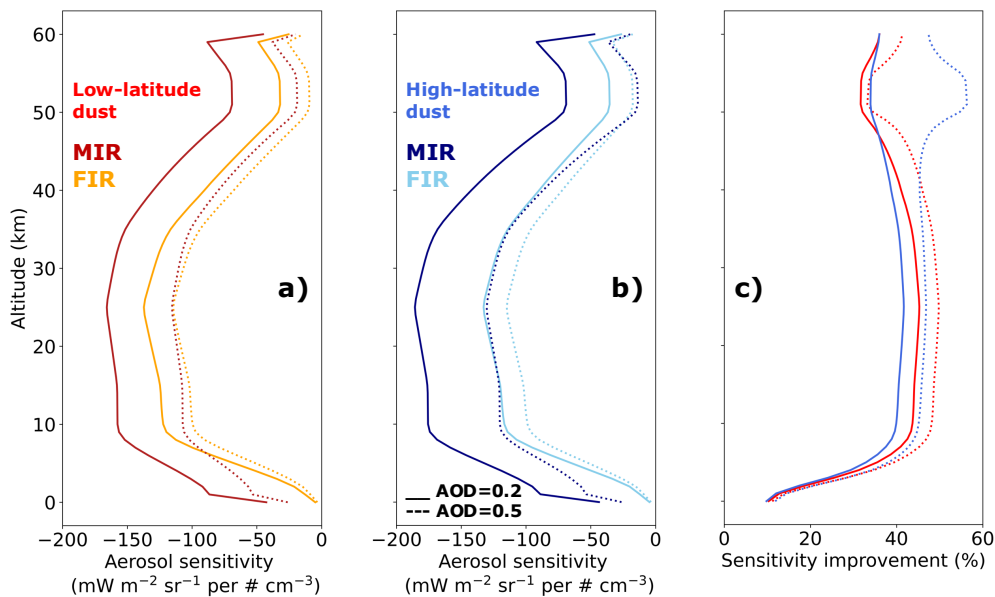 Altitude (km)
60
50
40
30
20
10
0
Low-latitude
dust
MIR
FIR
a)
−200
−150
−100
−50
0
Aerosol sensitivity
(mW m⁻² sr⁻¹ per # cm⁻³)
High-latitude
dust
MIR
FIR
b)
AOD=0.2
AOD=0.5
−200
−150
−100
−50
0
Aerosol sensitivity
(mW m⁻² sr⁻¹ per # cm⁻³)
c)
0
20
40
60
Sensitivity improvement (%)